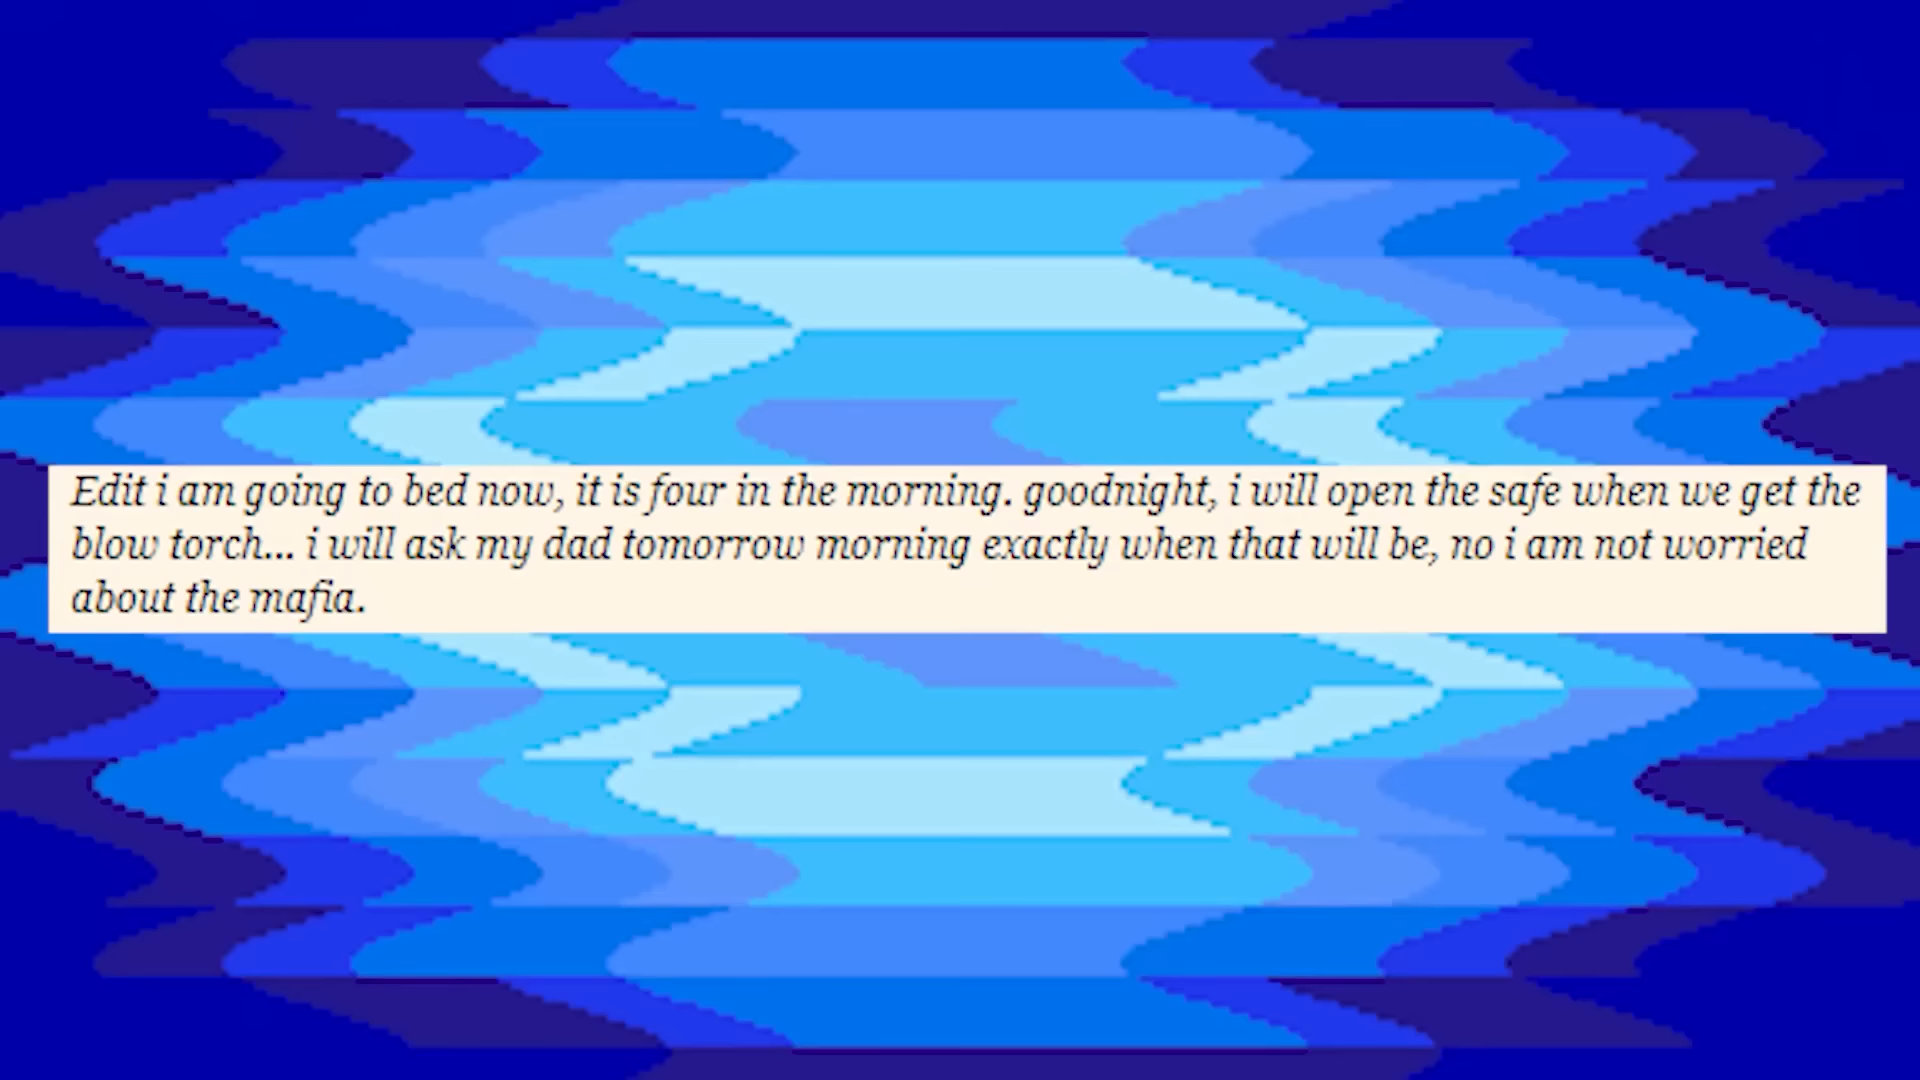 Edit i am going to bed now, it is four in the morning. goodnight, i will open the safe when we get the
blow torch... i will ask my dad tomorrow morning exactly when that will be, no i am not worried
about the mafia.